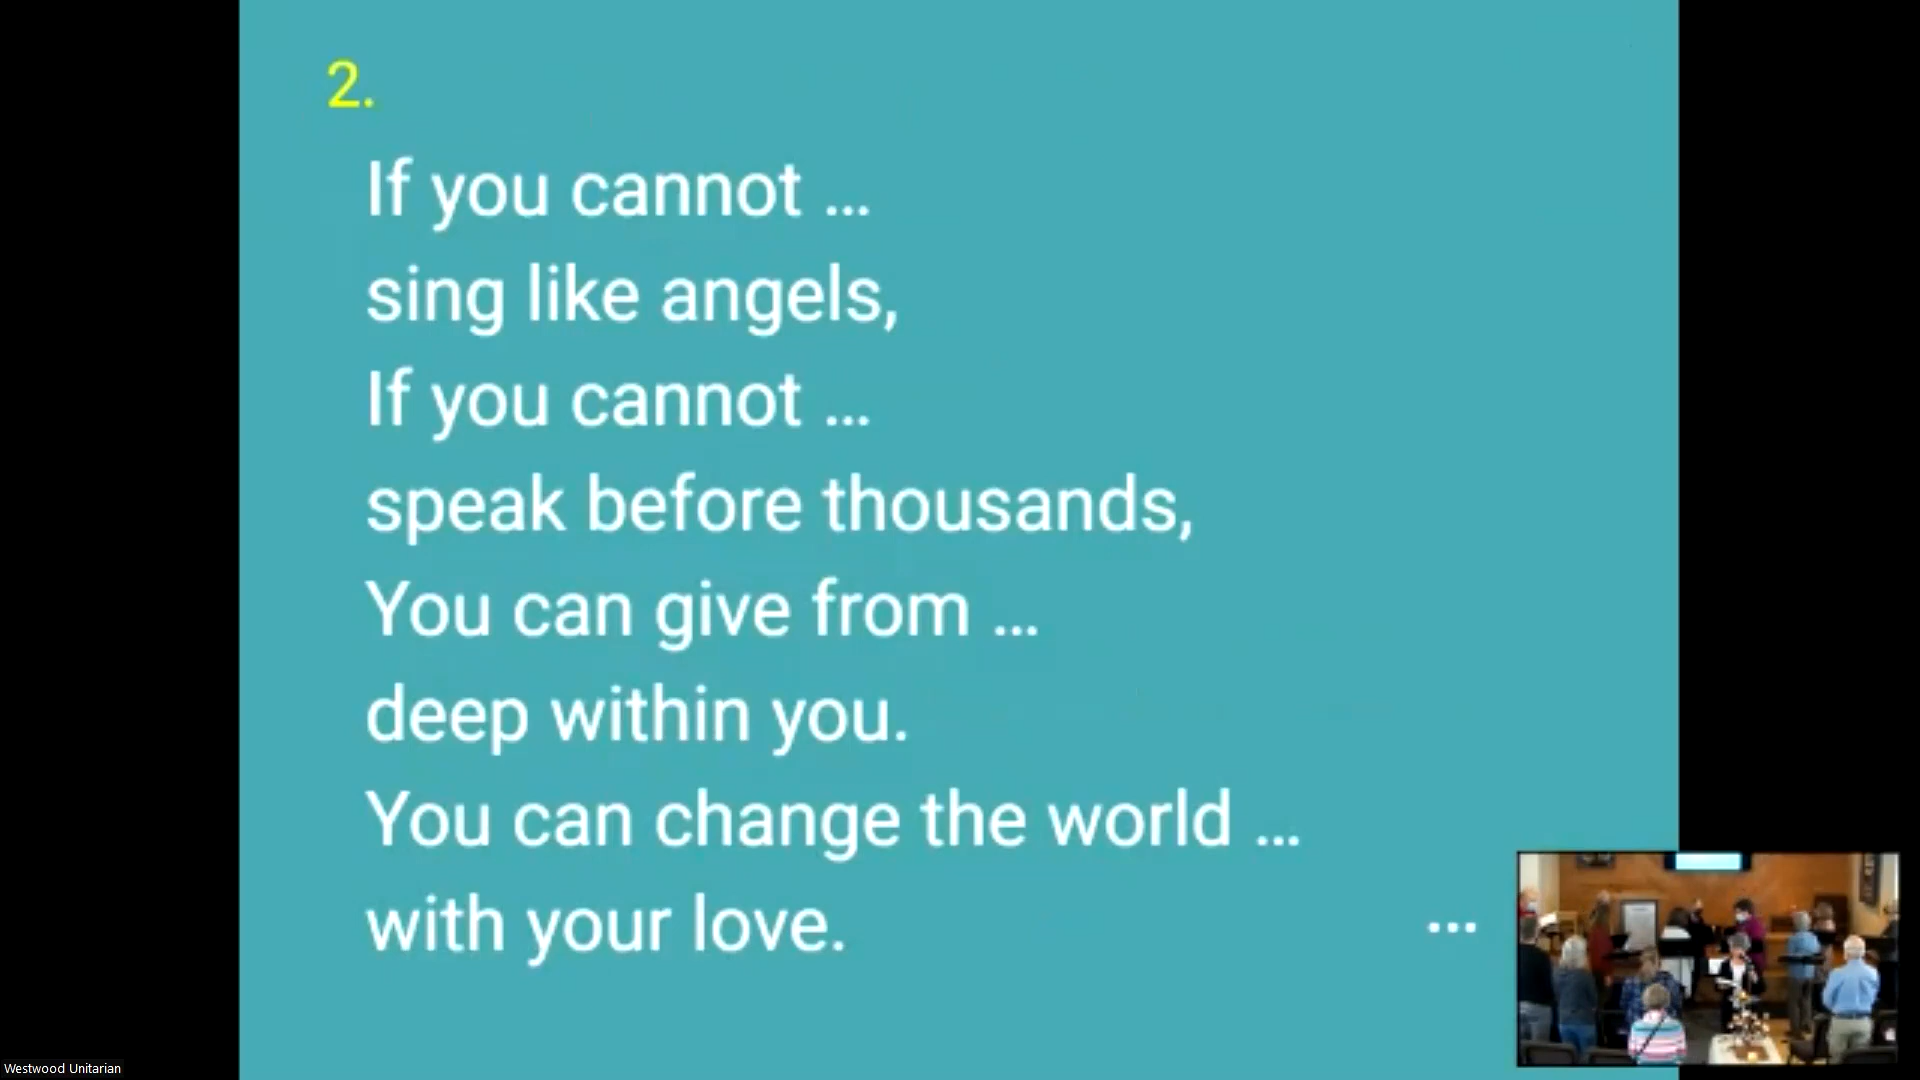 2.
If you cannot ...
sing like angels,
If you cannot ...
speak before thousands,
You can give from ...
deep within you.
You can change the world ...
with your love.
...
Westwood Unitarian